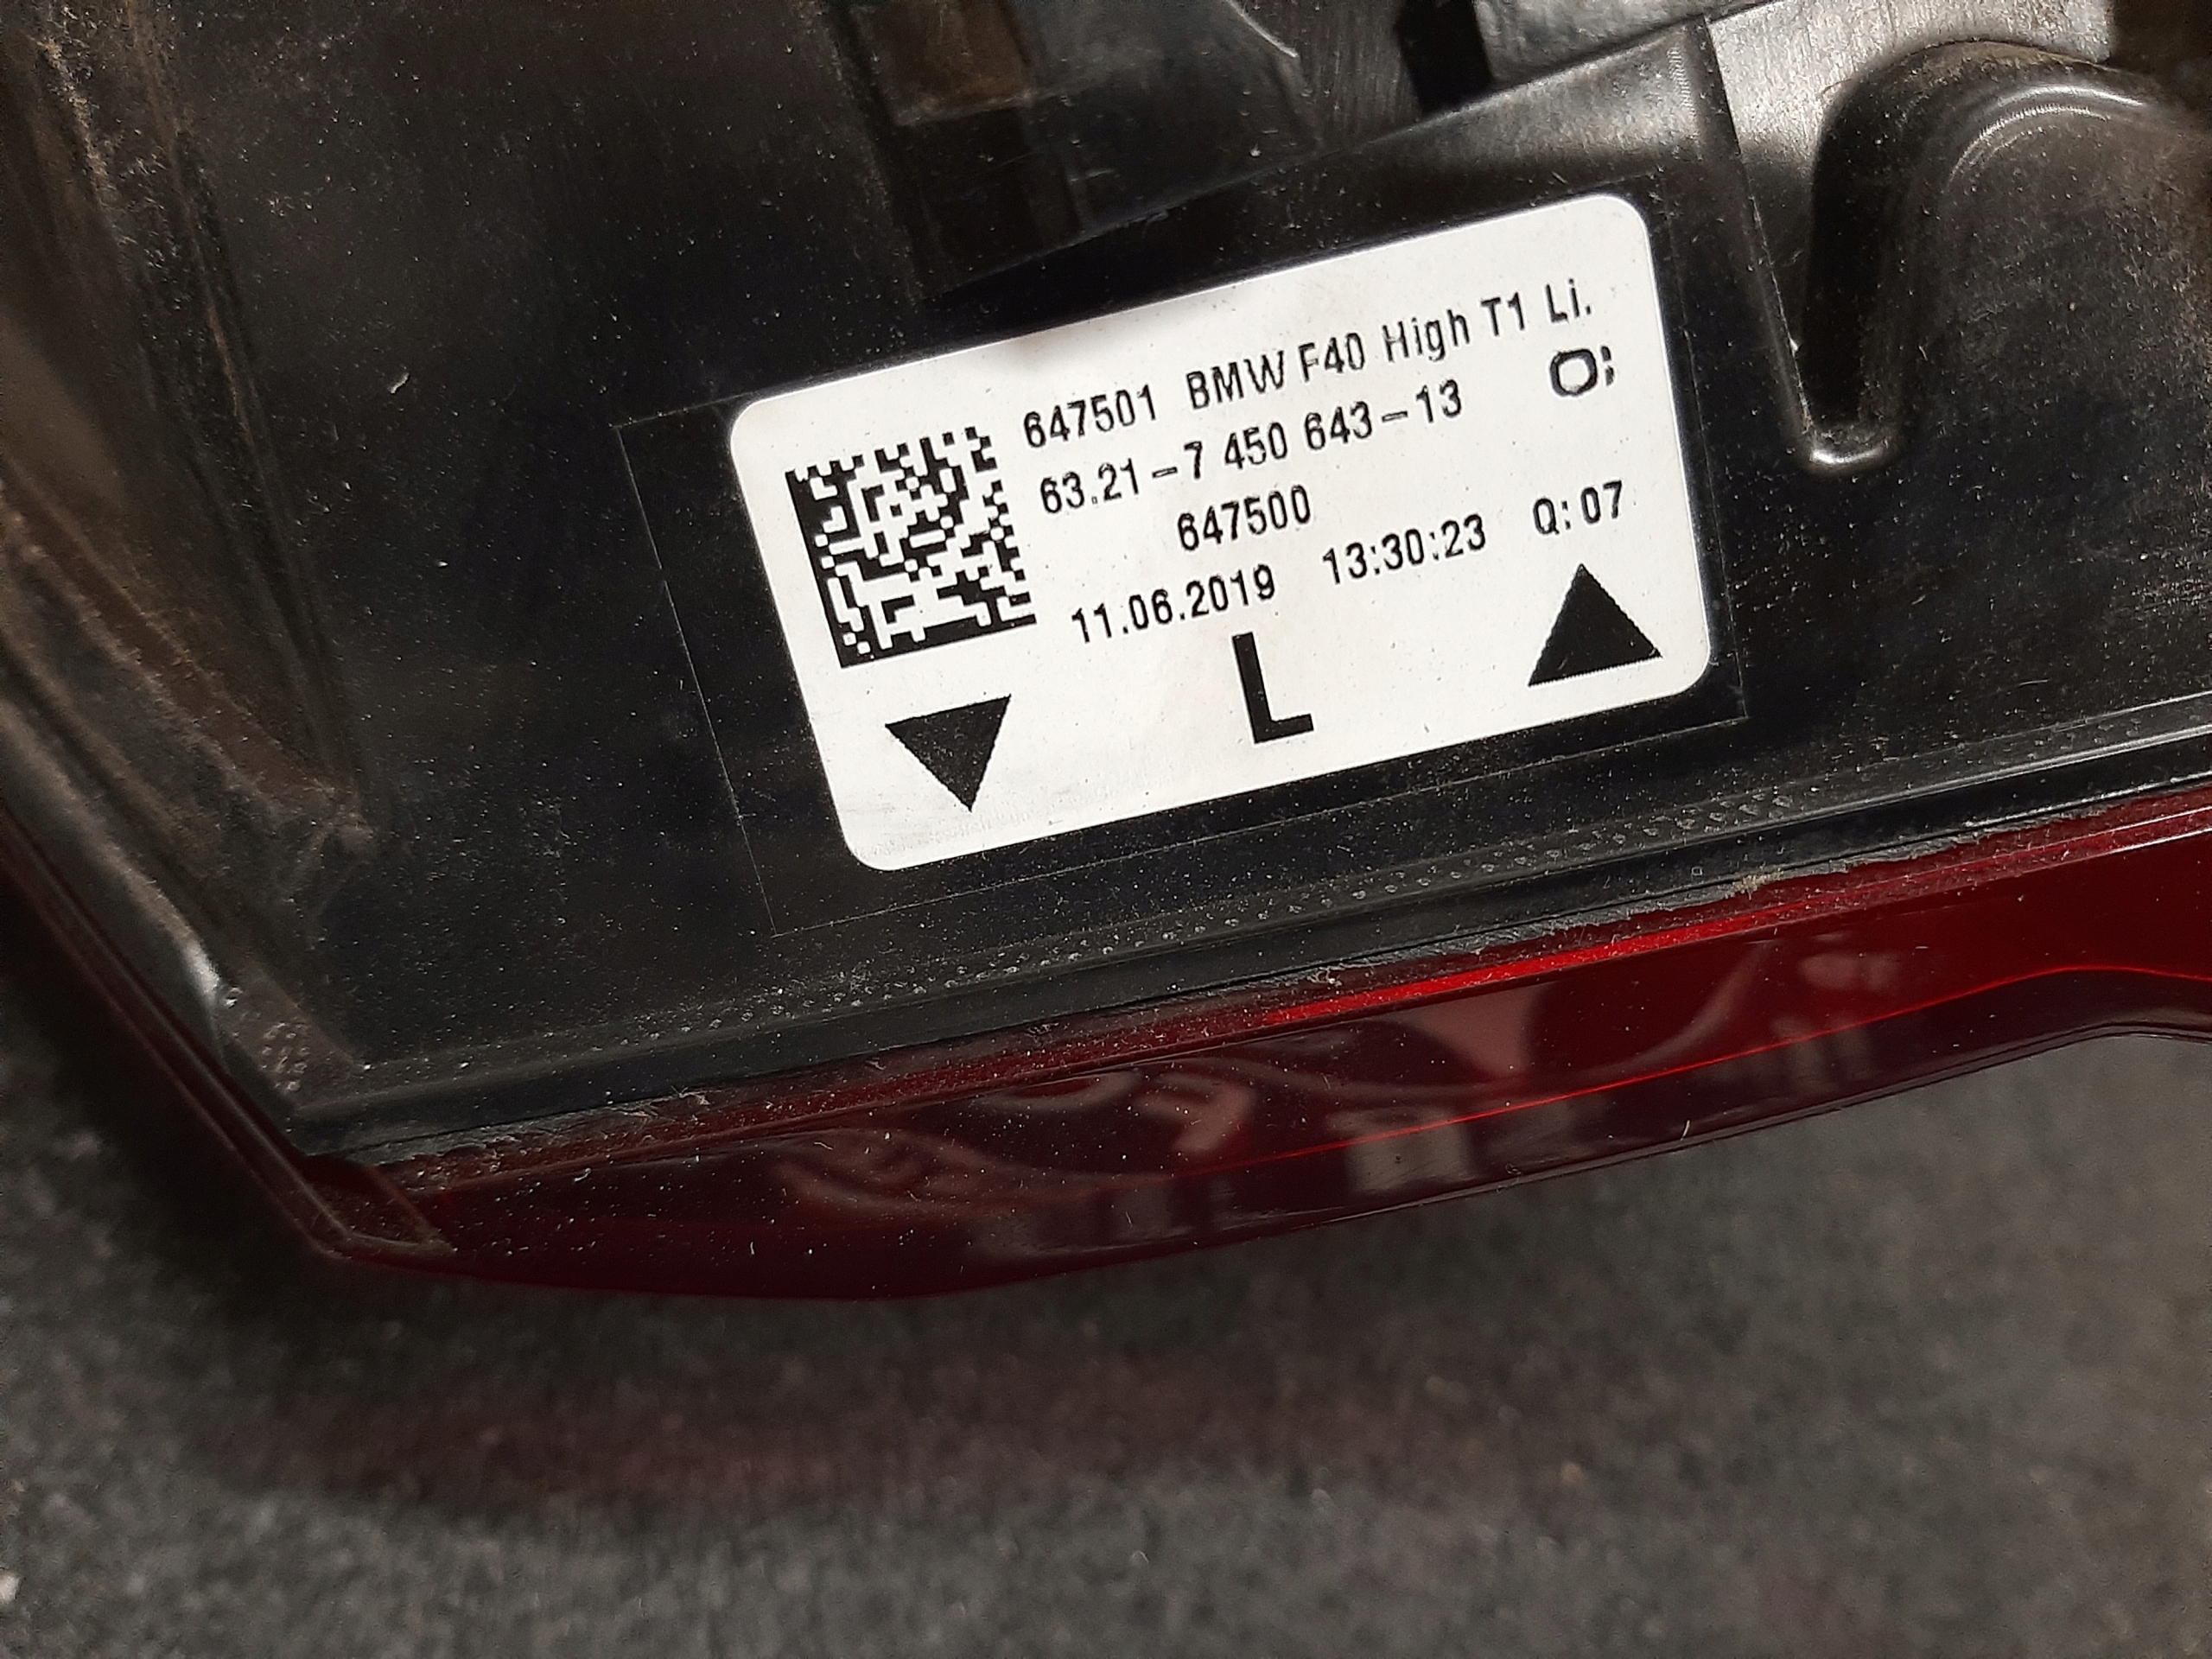 647501 BMW F40 High T1 Li.
63.21-7 450 643-13
647500
11.06.2019 13:30:23 Q:07
L